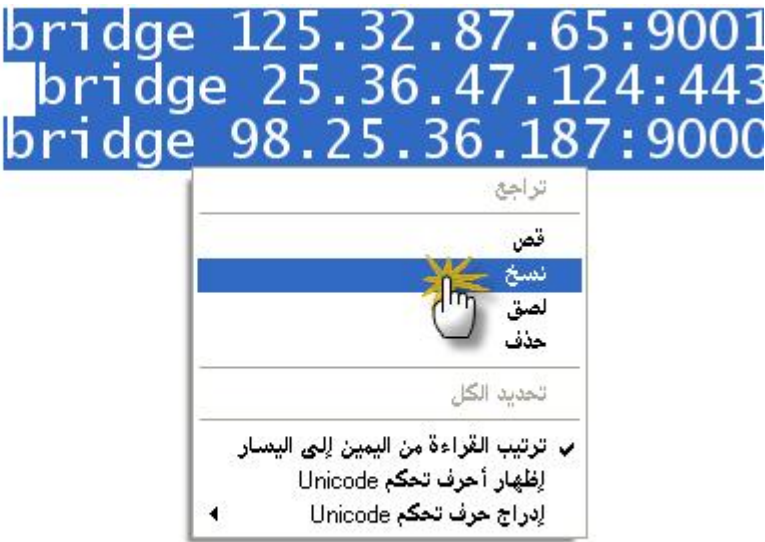 bridge 125.32.87.65:9001
bridge 25.36.47.124:443
bridge 98.25.36.187:9000
تراجع
قص
نسخ
لصق
حذف
تحديد الكل
ترتيب القراءة من اليمين إلى اليسار
إظهار أحرف تحكم Unicode
إدراج حرف تحكم Unicode